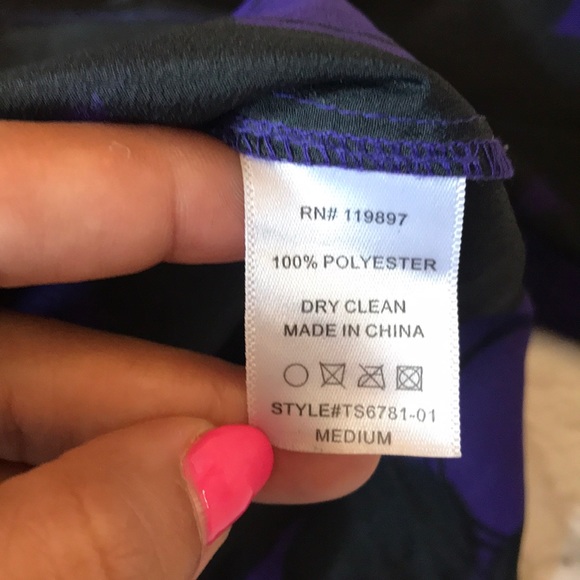 RN# 119897
100% POLYESTER
DRY CLEAN
MADE IN CHINA
STYLE#TS6781-01
MEDIUM